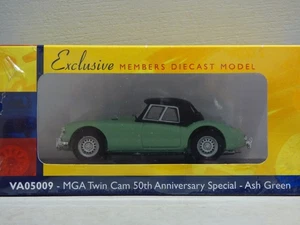 Exclusive MEMBERS DIECAST MODEL
VA05009 - MGA Twin Cam 50th Anniversary Special - Ash Green